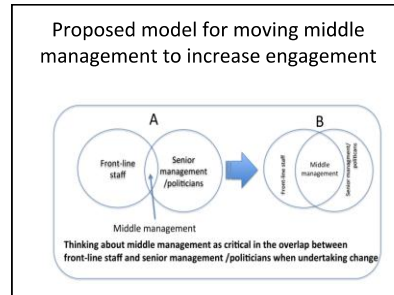 Proposed model for moving middle
management to increase engagement
A
B
Front-line
staff
Senior
management
/politicians
Front-line staff
Middle
management
Senior managment/
politicians
Middle management
Thinking about middle management as critical in the overlap between
front-line staff and senior management /politicians when undertaking change